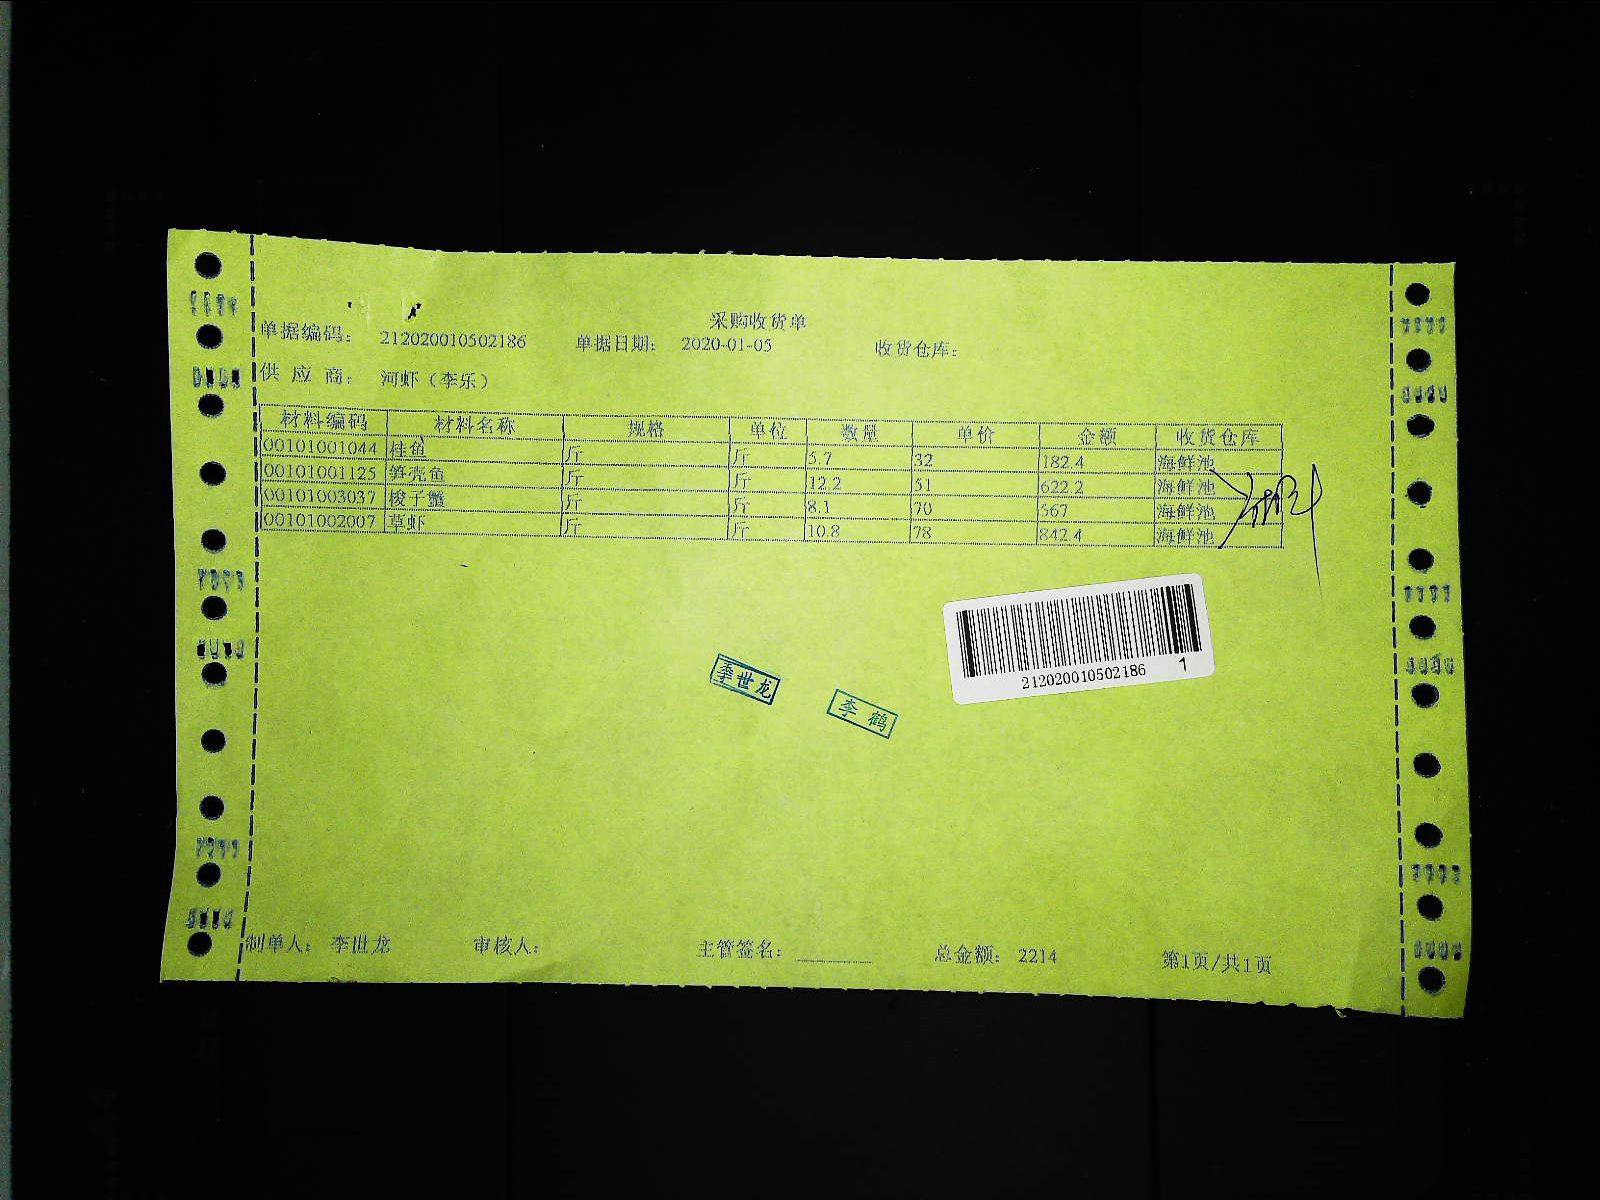 采购收货单
单据编码： 212020010502186 单据日期： 2020-01-05 收货仓库：
供 应 商： 河虾（李乐）
材料编码 材料名称 规格 单位 数量 单价 金额 收货仓库
00101001044 桂鱼 斤 斤 5.7 32 182.4 海鲜池
00101001125 笋壳鱼 斤 斤 12.2 51 622.2 海鲜池
00101003037 梭子蟹 斤 斤 8.1 70 567 海鲜池
00101002007 草虾 斤 斤 10.8 78 842.4 海鲜池
212020010502186 1
李世龙
李鹤
制单人： 李世龙 审核人： 主管签名： 总金额： 2214 第1页/共1页